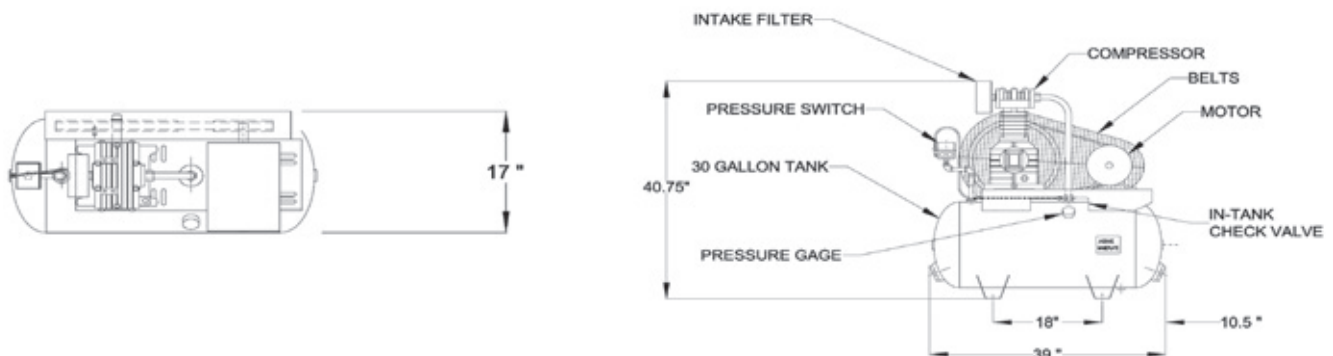 17 "
INTAKE FILTER
COMPRESSOR
BELTS
PRESSURE SWITCH
MOTOR
30 GALLON TANK
40.75"
IN-TANK
CHECK VALVE
PRESSURE GAGE
18"
10.5 "
39 "